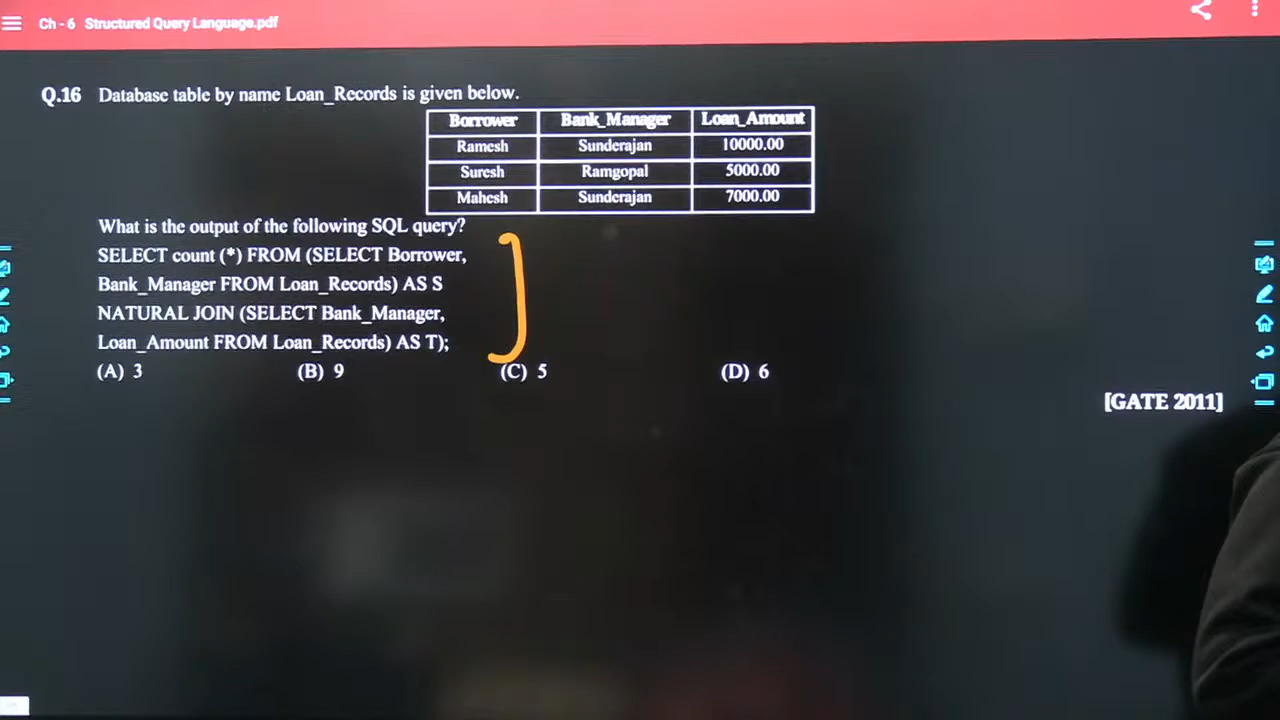 Ch - 6 Structured Query Language.pdf
Q.16 Database table by name Loan_Records is given below.
Borrower Bank_Manager Loan_Amount
Ramesh Sunderajan 10000.00
Suresh Ramgopal 5000.00
Mahesh Sunderajan 7000.00
What is the output of the following SQL query?
SELECT count (*) FROM (SELECT Borrower,
Bank_Manager FROM Loan_Records) AS S
NATURAL JOIN (SELECT Bank_Manager,
Loan_Amount FROM Loan_Records) AS T);
(A) 3 (B) 9 (C) 5 (D) 6
[GATE 2011]